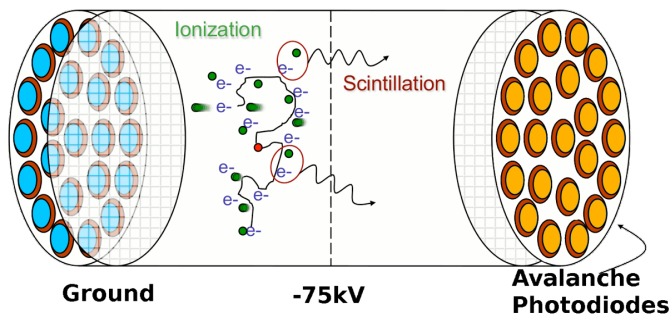 Ionization
e-
e-
Scintillation
e-
e-
e-
e-
e-
e-
e-
e-
e-
Ground
-75kV
Avalanche
Photodiodes